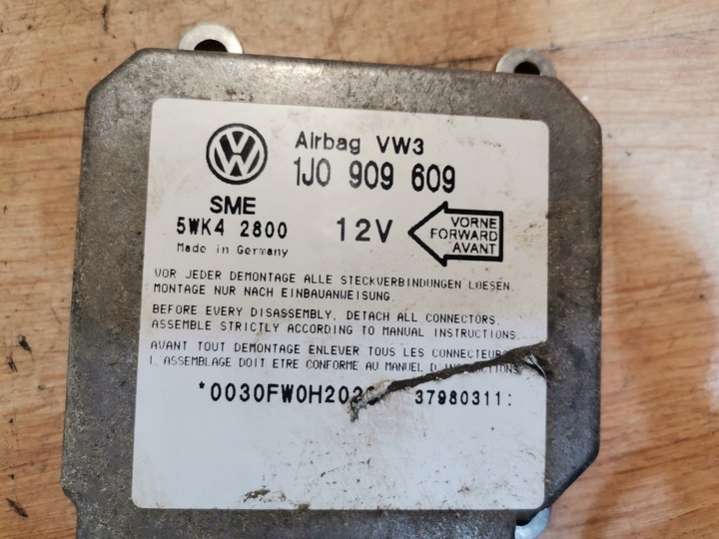 Airbag VW3
1J0 909 609
SME
5WK4 2800
12V
VORNE
FORWARD
AVANT
Made in Germany
VOR JEDER DEMONTAGE ALLE STECKVERBINDUNGEN LOESEN.
MONTAGE NUR NACH EINBAUANWEISUNG.
BEFORE EVERY DISASSEMBLY, DETACH ALL CONNECTORS.
ASSEMBLE STRICTLY ACCORDING TO MANUAL INSTRUCTIONS.
AVANT TOUT DEMONTAGE ENLEVER TOUS LES CONNECTEUR
L ASSEMBLAGE DOIT ETRE CONFORME AU MANUEL D INSTRUCTIONS
37980311: